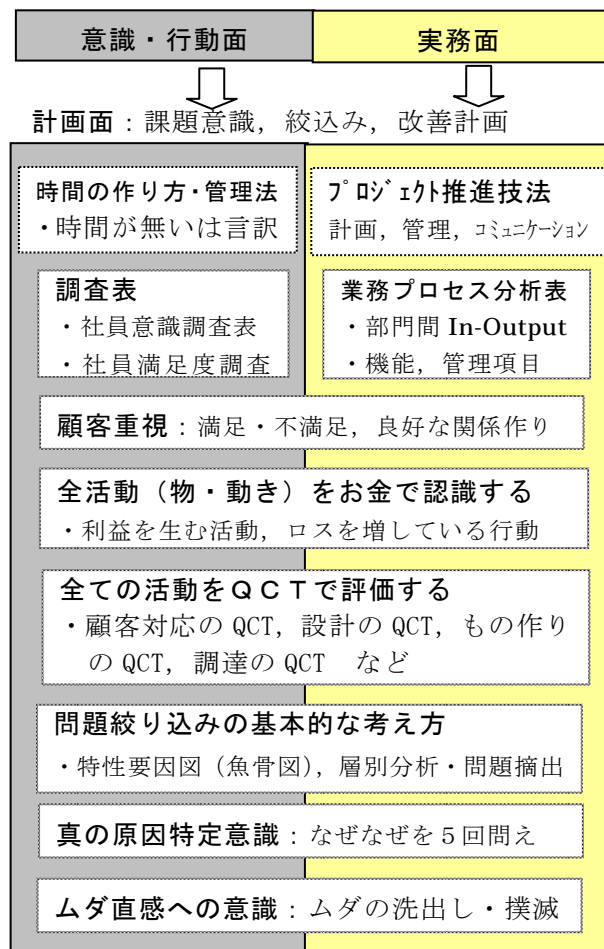 意識・行動面
実務面
計画面：課題意識，絞込み，改善計画
時間の作り方・管理法
・時間が無いは言訳
プロジェクト推進技法
計画，管理，コミュニケーション
調査表
・社員意識調査表
・社員満足度調査
業務プロセス分析表
・部門間 In-Output
・機能，管理項目
顧客重視：満足・不満足，良好な関係作り
全活動（物・動き）をお金で認識する
・利益を生む活動，ロスを増している行動
全ての活動をＱＣＴで評価する
・顧客対応の QCT，設計の QCT，もの作り
の QCT，調達の QCT　など
問題絞り込みの基本的な考え方
・特性要因図（魚骨図），層別分析・問題摘出
真の原因特定意識：なぜなぜを５回問え
ムダ直感への意識：ムダの洗出し・撲滅